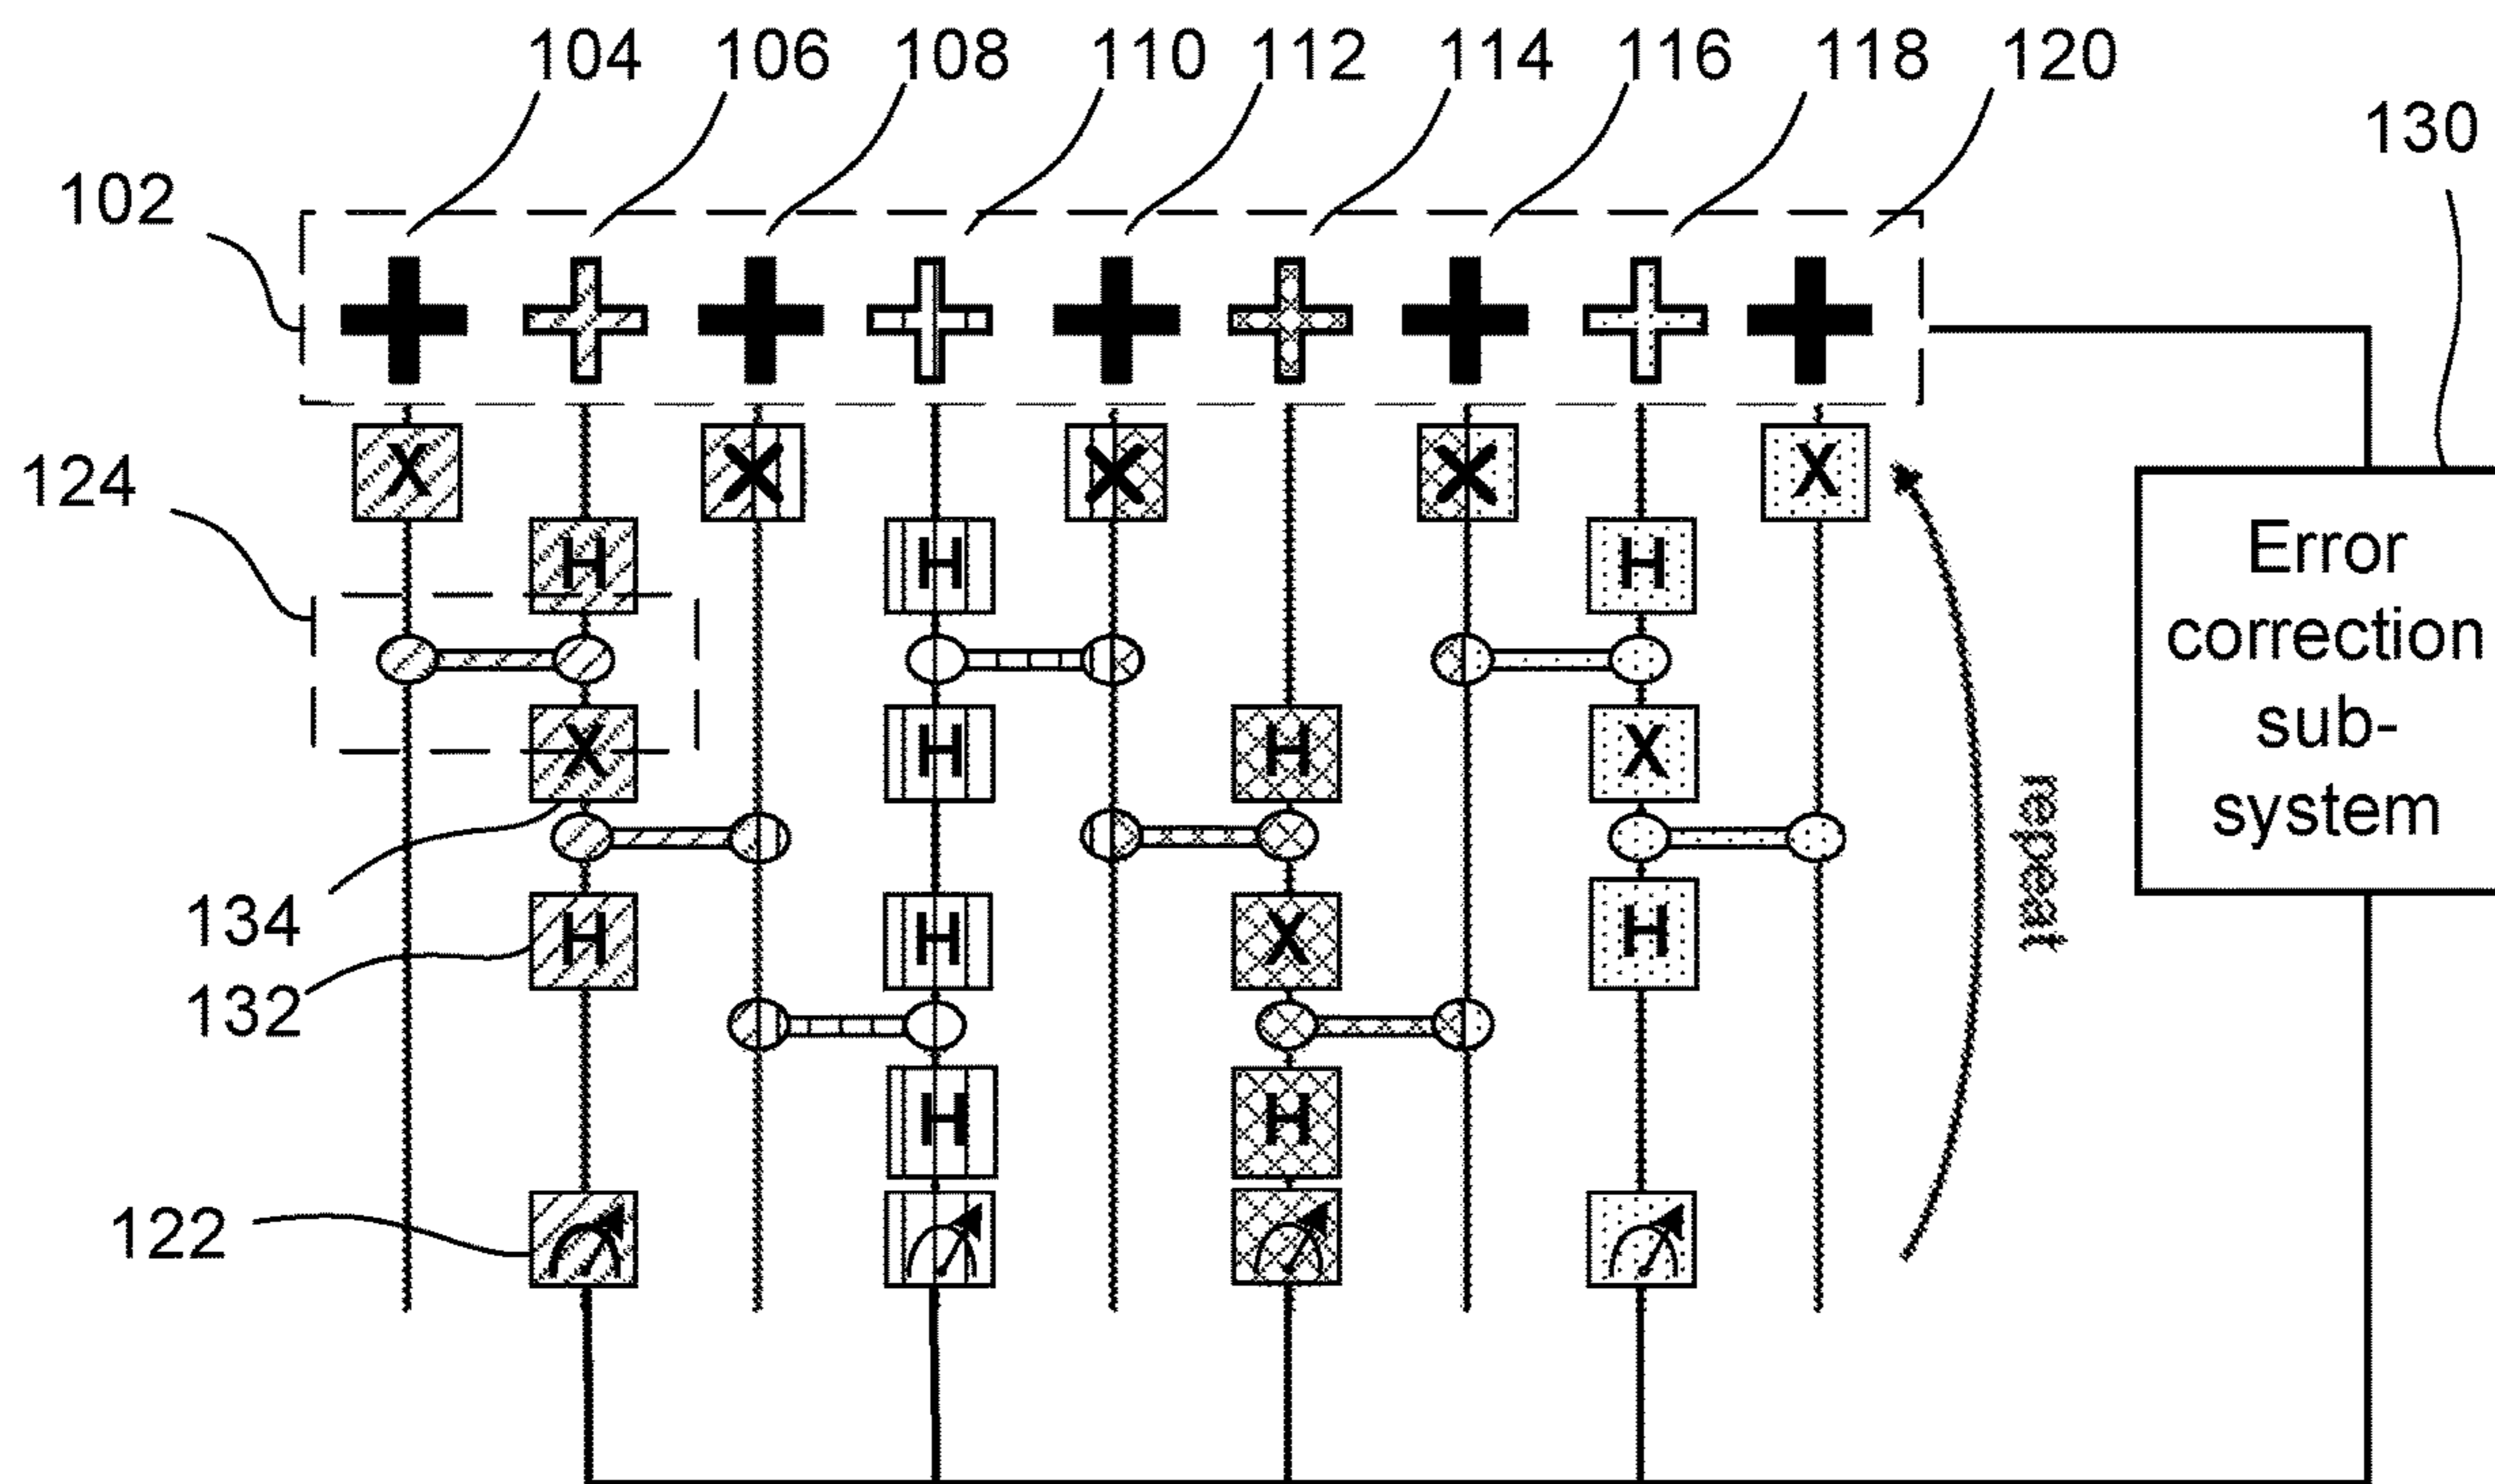 104 106 108 110 112 114 116 118 120
130
102
X X X X X
124
H H H
Error
correction
sub-
system
X H H X
repeat
134
H H X H
132
H H
122